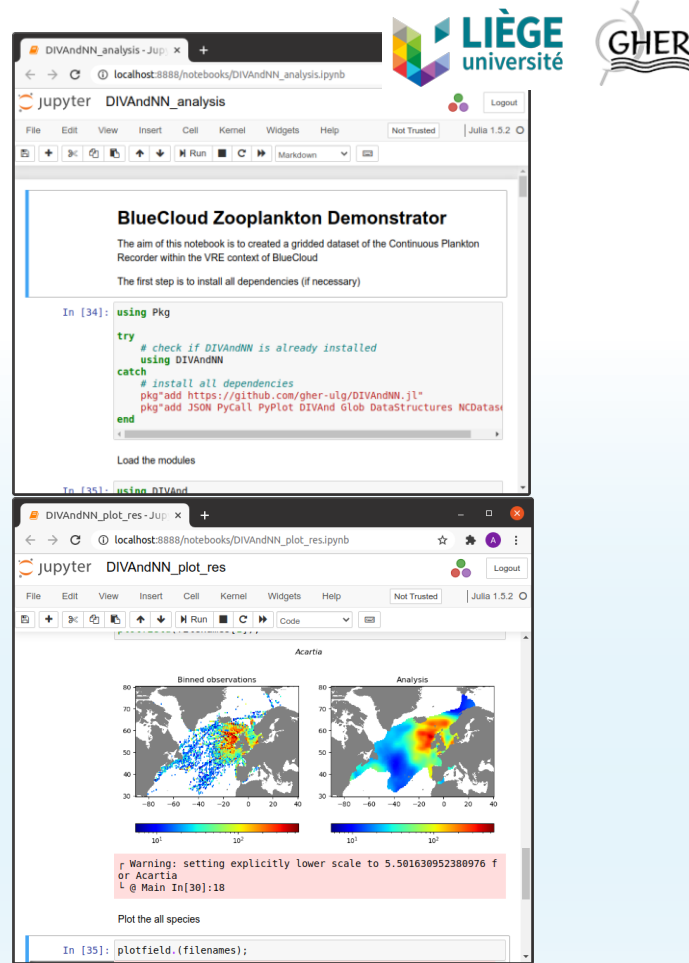 LIÈGE
université
GHER
DIVAndNN_analysis - Jup
localhost:8888/notebooks/DIVAndNN_analysis.ipynb
jupyter DIVAndNN_analysis
Logout
File Edit View Insert Cell Kernel Widgets Help Not Trusted Julia 1.5.2
Run Markdown
BlueCloud Zooplankton Demonstrator
The aim of this notebook is to created a gridded dataset of the Continuous Plankton
Recorder within the VRE context of BlueCloud
The first step is to install all dependencies (if necessary)
In [34]: using Pkg
try
# check if DIVAndNN is already installed
using DIVAndNN
catch
# install all dependencies
pkg"add https://github.com/gher-ulg/DIVAndNN.jl"
pkg"add JSON PyCall PyPlot DIVAnd Glob DataStructures NCDatase
end
Load the modules
In [35]: using DIVAnd
DIVAndNN_plot_res - Jup
localhost:8888/notebooks/DIVAndNN_plot_res.ipynb
A
jupyter DIVAndNN_plot_res
Logout
File Edit View Insert Cell Kernel Widgets Help Not Trusted Julia 1.5.2
Run Code
Acartia
Binned observations Analysis
80 80
70 70
60 60
50 50
40 40
30 30
−80 −60 −40 −20 0 20 40 −80 −60 −40 −20 0 20 40
10¹ 10² 10¹ 10²
┌ Warning: setting explicitly lower scale to 5.501630952380976 f
or Acartia
└ @ Main In[30]:18
Plot the all species
In [35]: plotfield.(filenames);